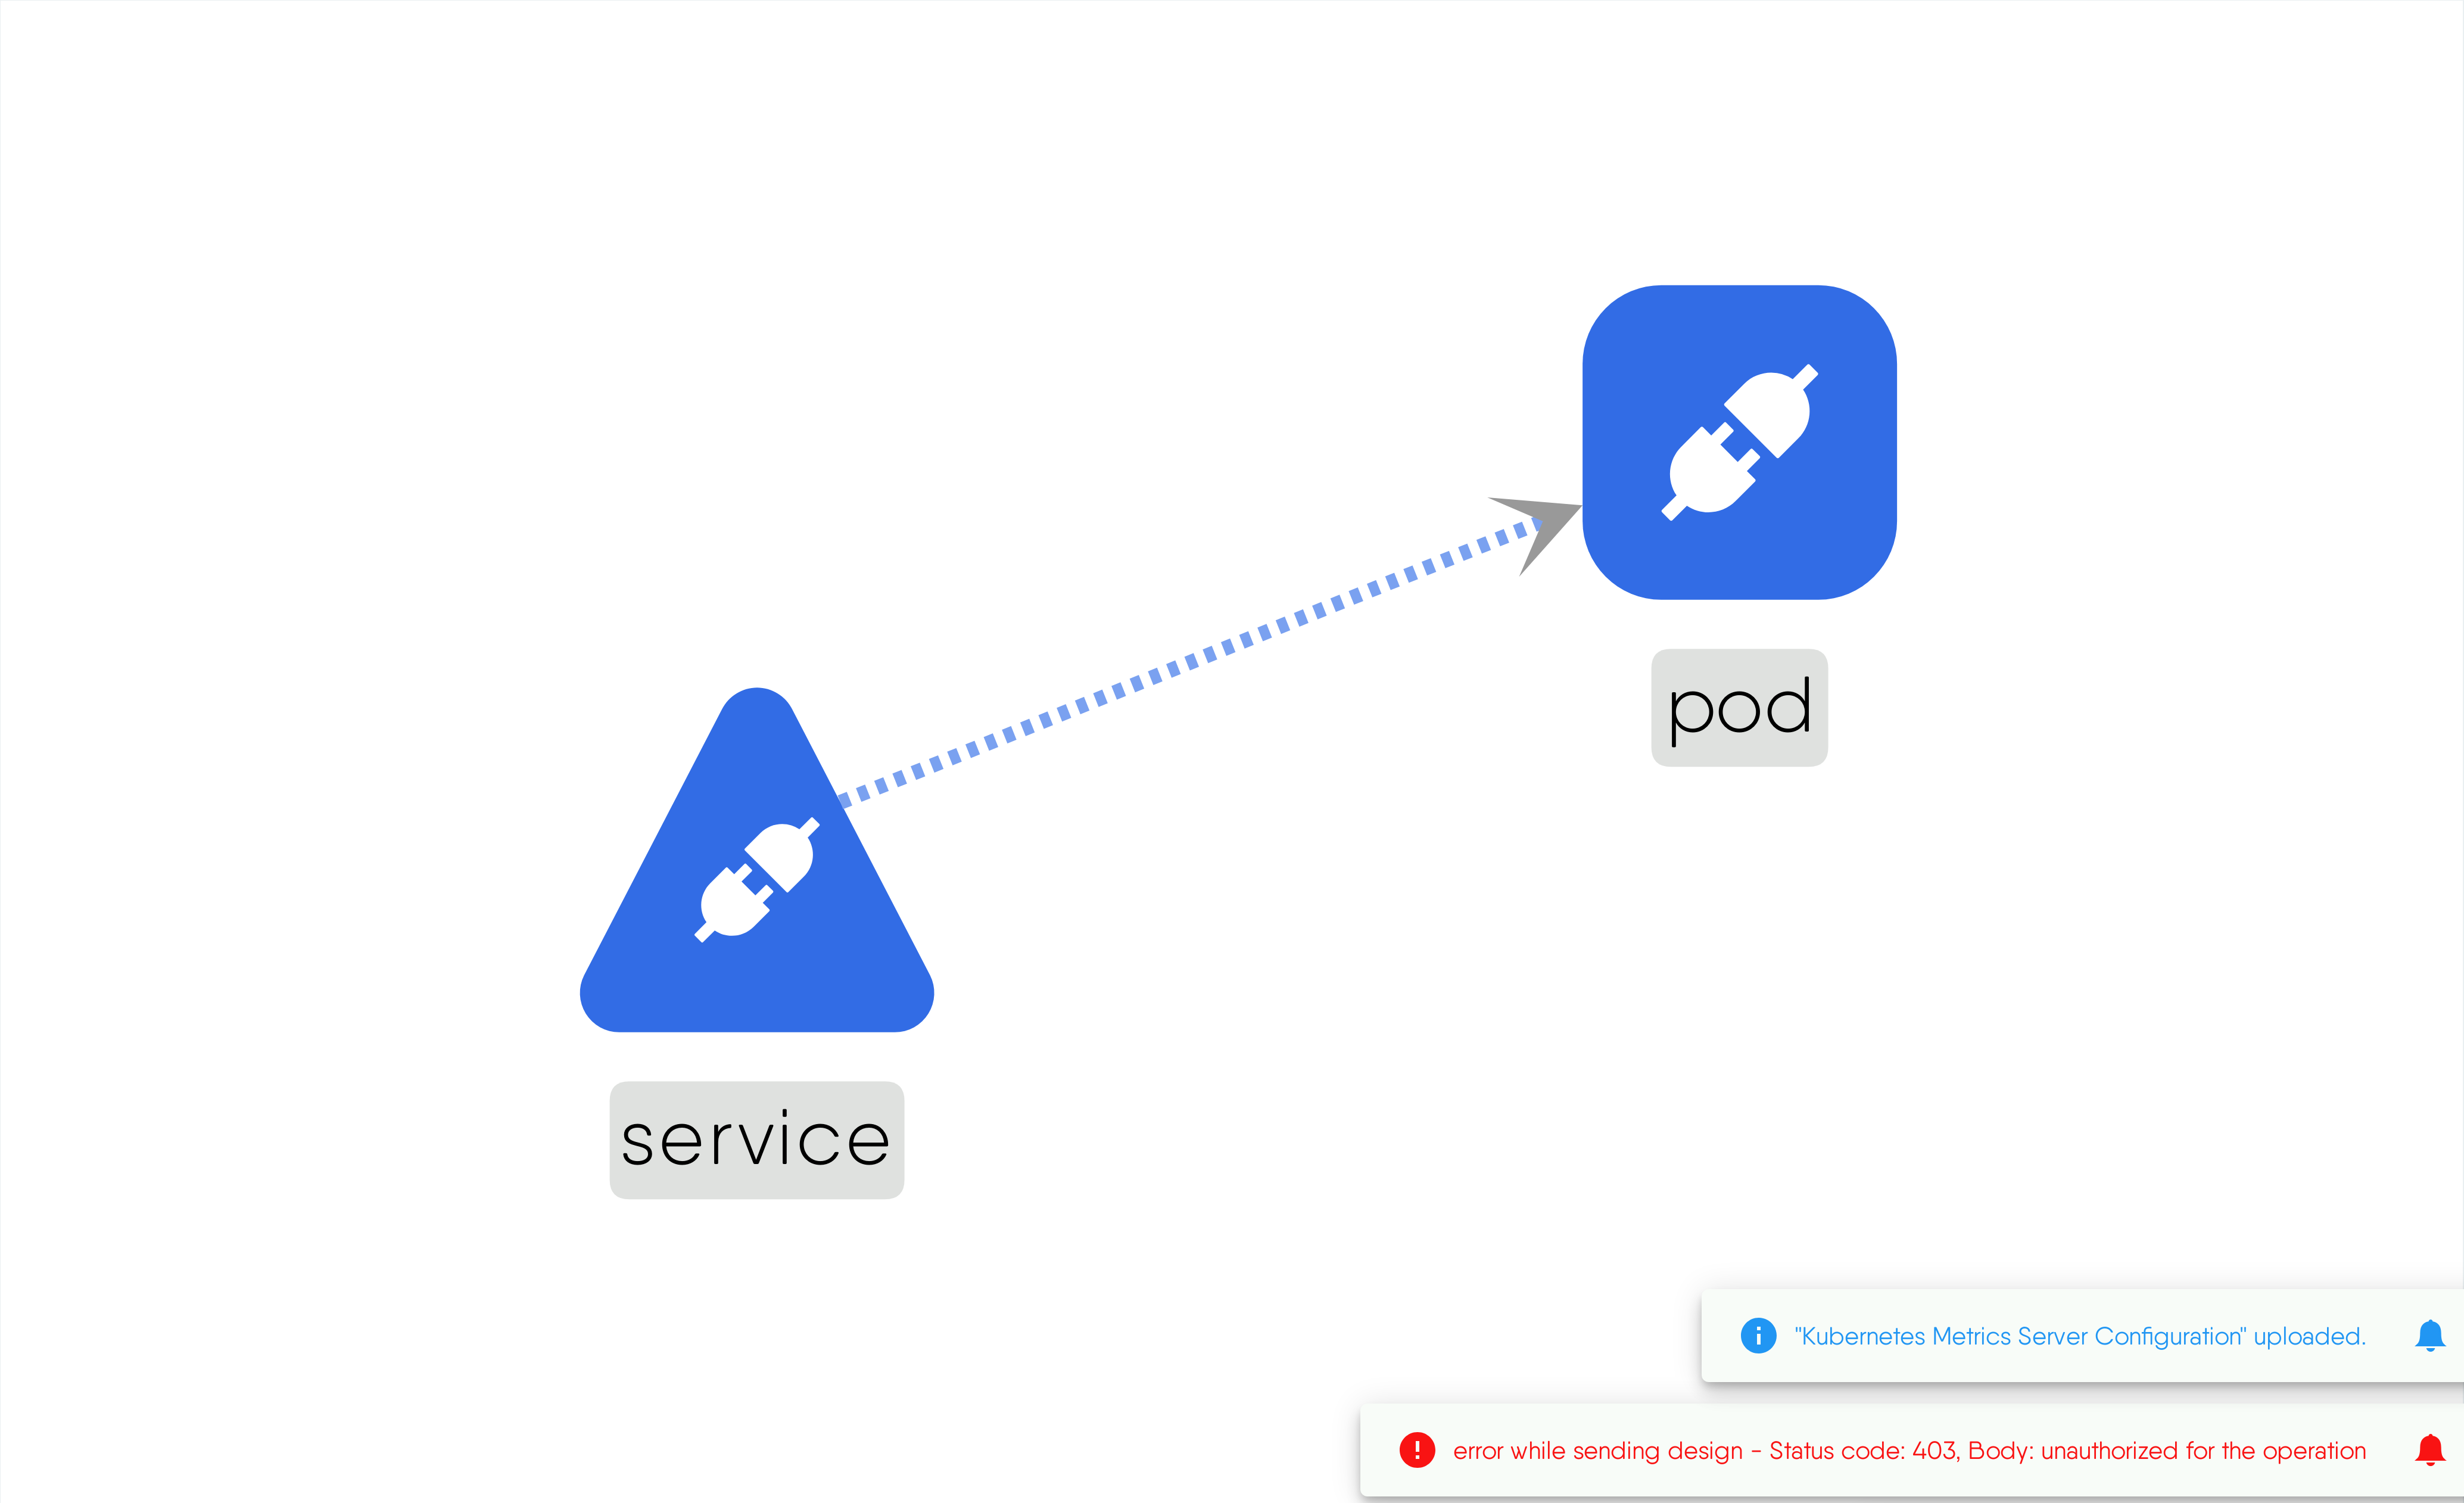 pod
service
"Kubernetes Metrics Server Configuration" uploaded.
error while sending design - Status code: 403, Body: unauthorized for the operation